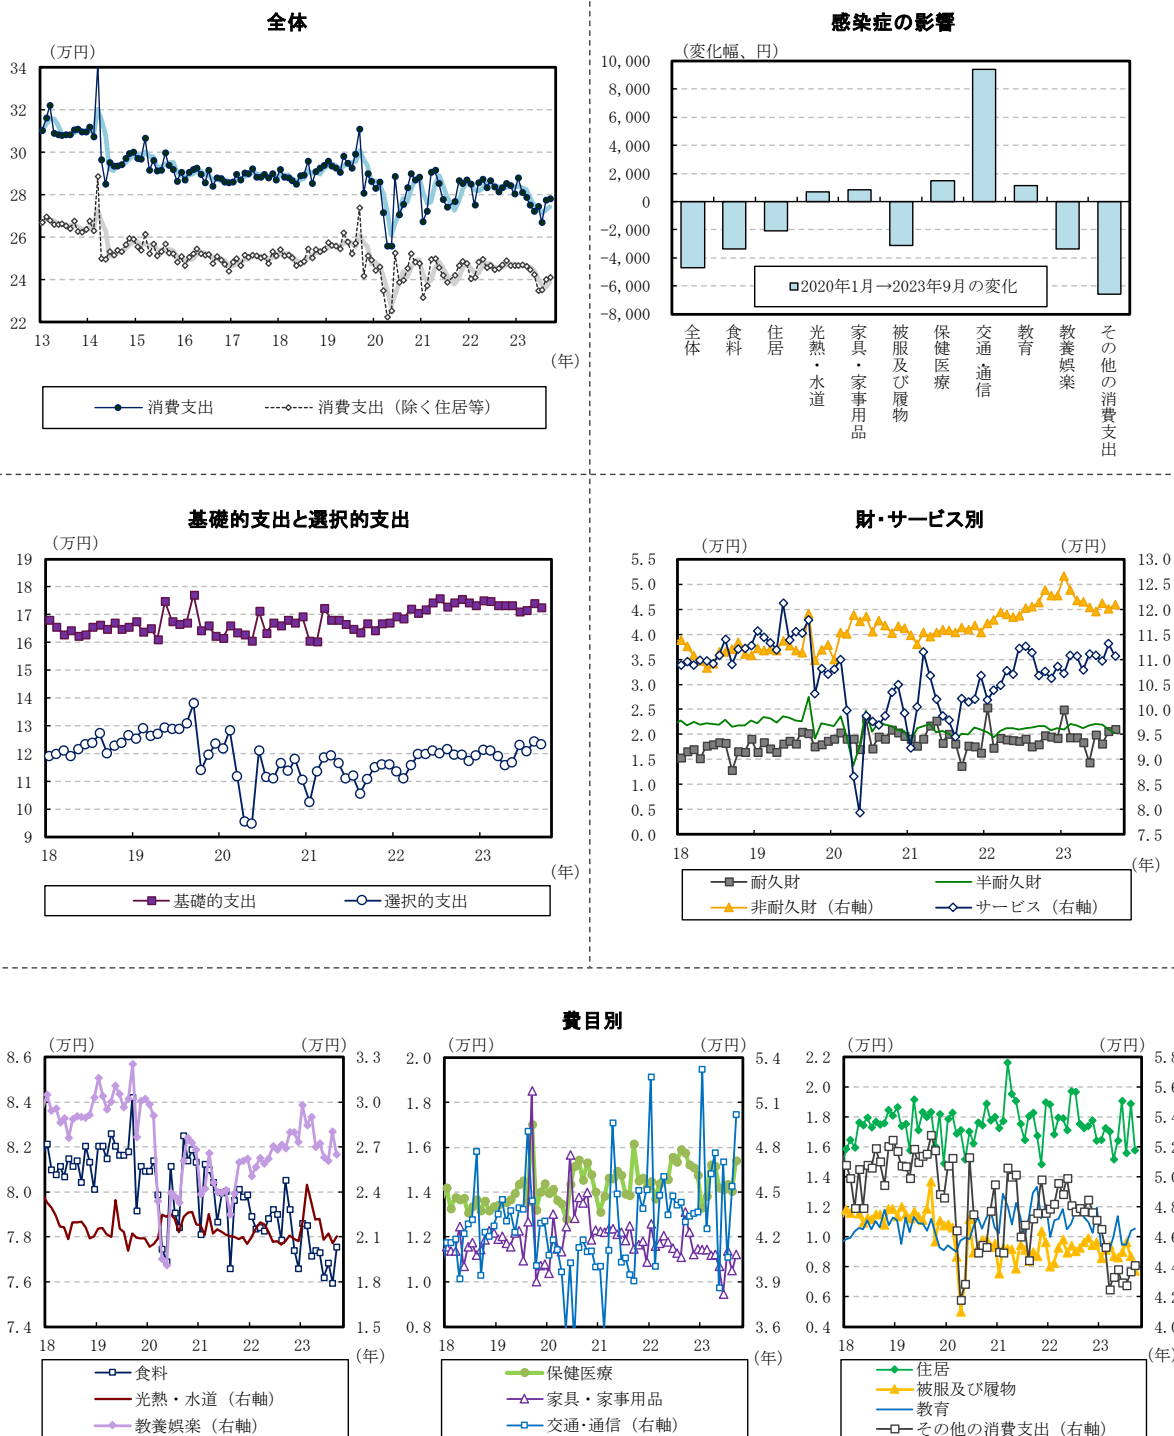 全体
（万円）
34
32
30
28
26
24
22
13 14 15 16 17 18 19 20 21 22 23
（年）
消費支出 消費支出（除く住居等）
感染症の影響
（変化幅、円）
10,000
8,000
6,000
4,000
2,000
0
-2,000
-4,000
-6,000
-8,000
2020年1月→2023年9月の変化
全体
食料
住居
光熱・水道
家具・家事用品
被服及び履物
保健医療
交通・通信
教育
教養娯楽
その他の消費支出
基礎的支出と選択的支出
（万円）
19
18
17
16
15
14
13
12
11
10
9
18 19 20 21 22 23
（年）
基礎的支出 選択的支出
財・サービス別
（万円） （万円）
5.5
5.0
4.5
4.0
3.5
3.0
2.5
2.0
1.5
1.0
0.5
0.0
13.0
12.5
12.0
11.5
11.0
10.5
10.0
9.5
9.0
8.5
8.0
7.5
18 19 20 21 22 23
（年）
耐久財 半耐久財
非耐久財（右軸） サービス（右軸）
費目別
（万円） （万円）
8.6
8.4
8.2
8.0
7.8
7.6
7.4
3.3
3.0
2.7
2.4
2.1
1.8
1.5
18 19 20 21 22 23
（年）
食料
光熱・水道（右軸）
教養娯楽（右軸）
（万円） （万円）
2.0
1.8
1.6
1.4
1.2
1.0
0.8
5.4
5.1
4.8
4.5
4.2
3.9
3.6
18 19 20 21 22 23
（年）
保健医療
家具・家事用品
交通・通信（右軸）
（万円） （万円）
2.2
2.0
1.8
1.6
1.4
1.2
1.0
0.8
0.6
0.4
5.8
5.6
5.4
5.2
5.0
4.8
4.6
4.4
4.2
4.0
18 19 20 21 22 23
（年）
住居
被服及び履物
教育
その他の消費支出（右軸）